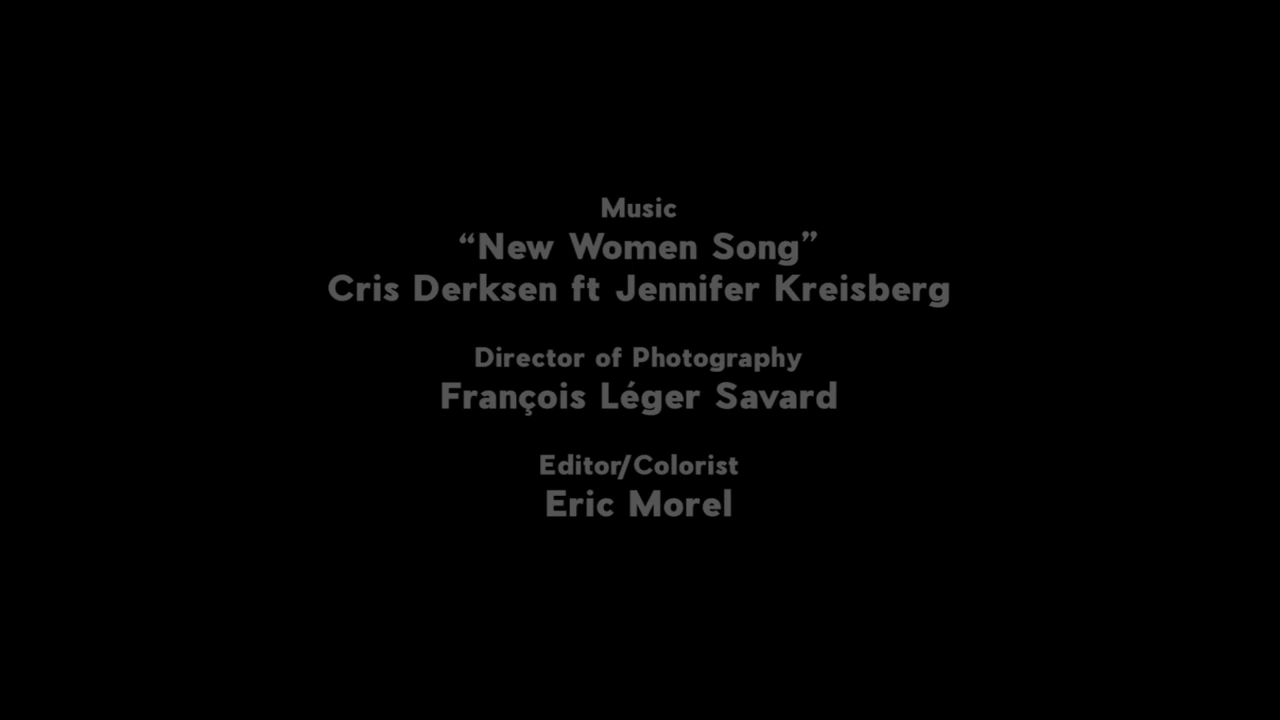 Music
“New Women Song”
Cris Derksen ft Jennifer Kreisberg
Director of Photography
François Léger Savard
Editor/Colorist
Eric Morel